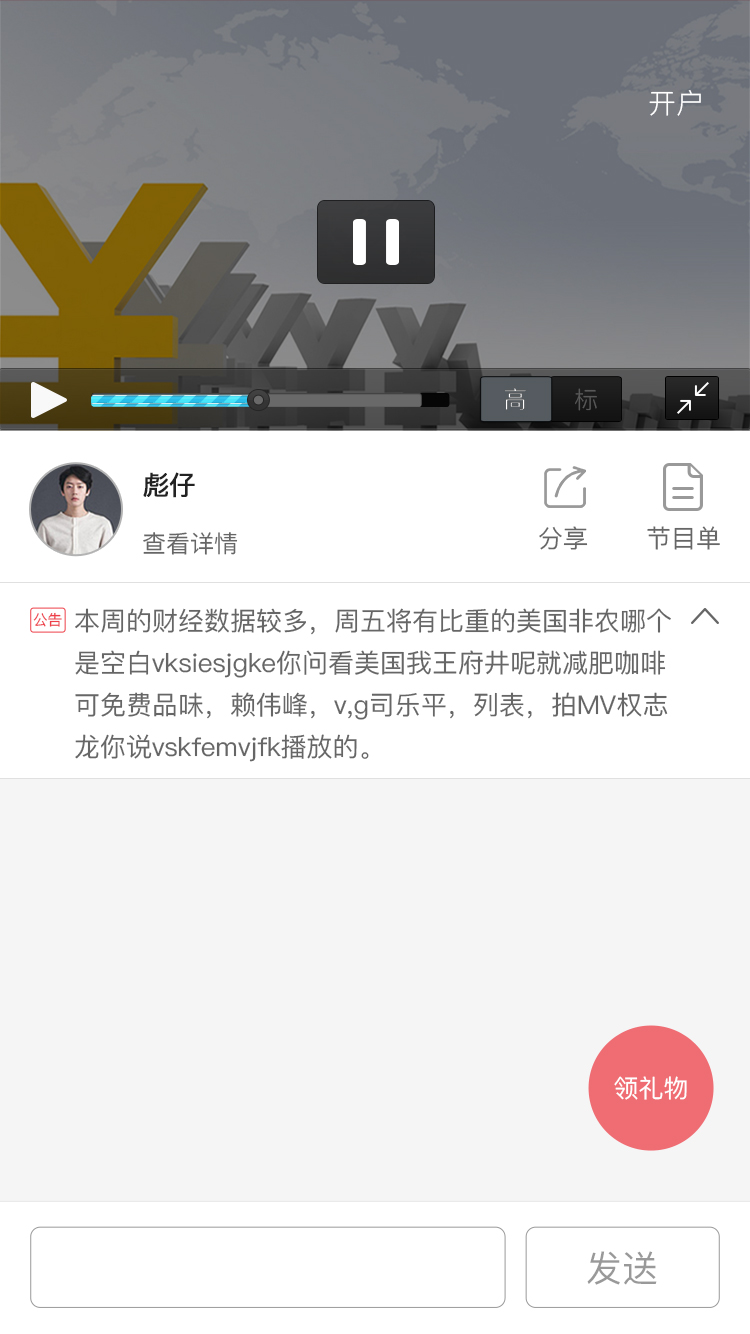 开户
高 标
彪仔
查看详情
分享 节目单
公告 本周的财经数据较多，周五将有比重的美国非农哪个
是空白vksiesjgke你问看美国我王府井呢就减肥咖啡
可免费品味，赖伟峰，v,g司乐平，列表，拍MV权志
龙你说vskfemvjfk播放的。
领礼物
发送